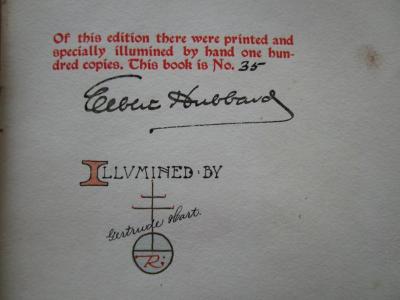 Of this edition there were printed and
specially illumined by hand one hun-
dred copies. This book is No. 35
Elbert Hubbard
ILLVMINED·BY
Gertrude Hart.
R